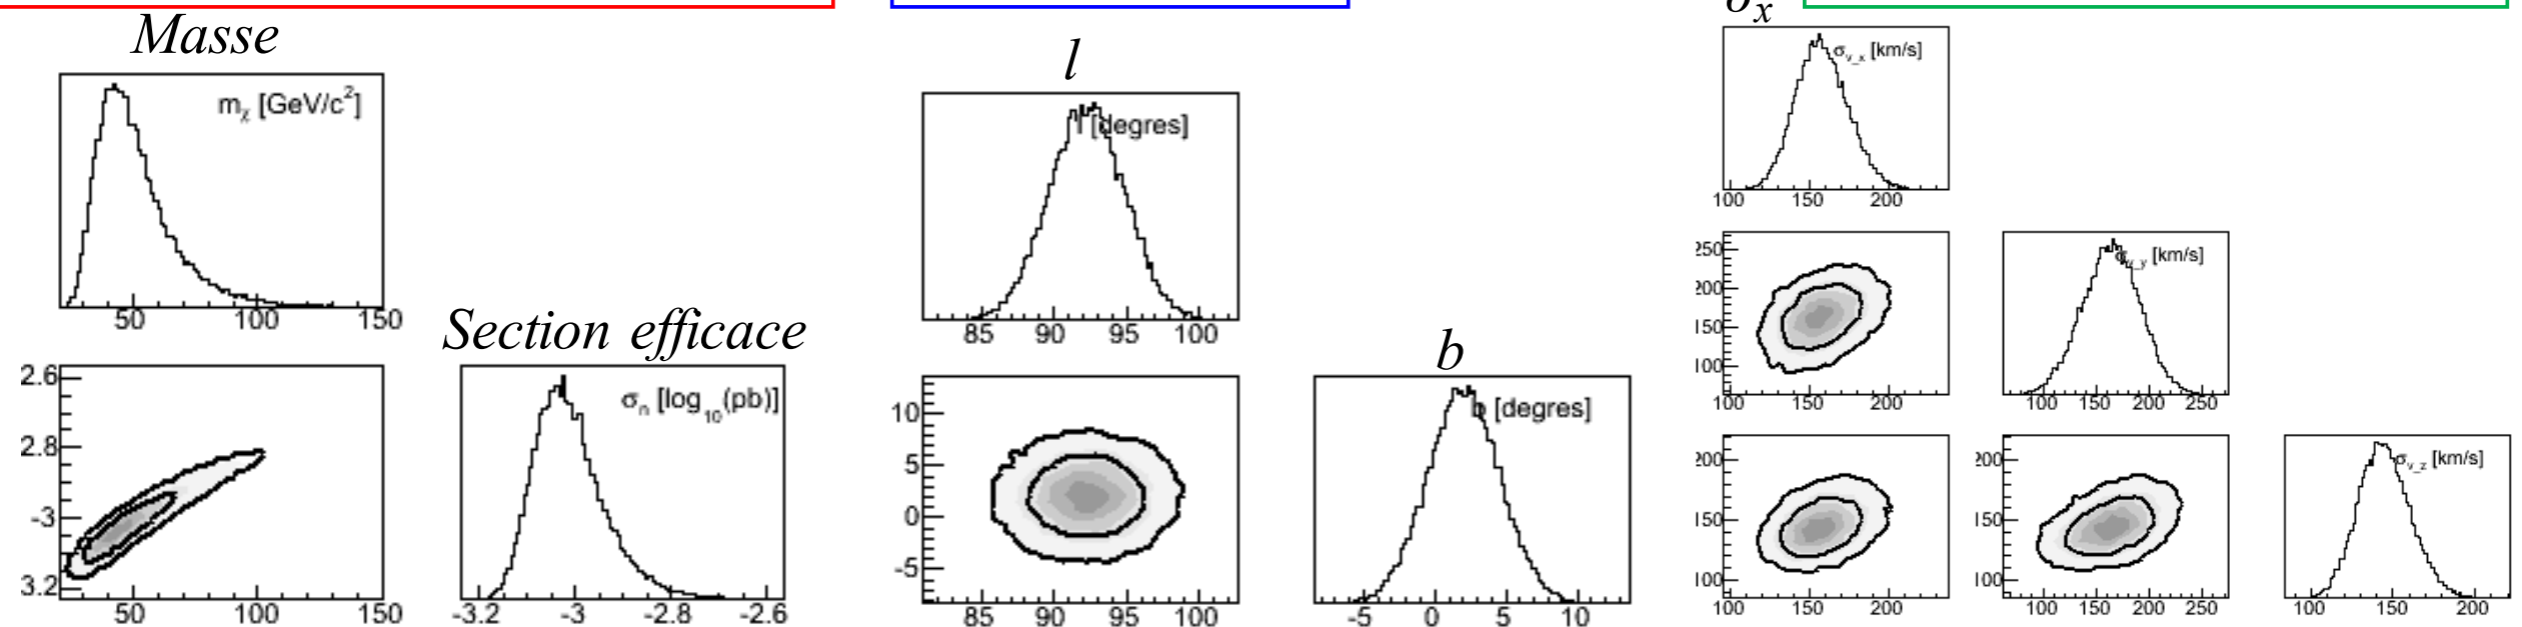 Masse
m_χ [GeV/c²]
50 100 150
Section efficace
2.6
2.8
-3
3.2
50 100 150
σ_n [log_10(pb)]
-3.2 -3 -2.8 -2.6
l
l [degres]
85 90 95 100
b
10
5
0
-5
85 90 95 100
b [degres]
-5 0 5 10
σ_x
σ_v_x [km/s]
100 150 200
250
200
150
100
100 150 200
σ_v_y [km/s]
100 150 200 250
200
150
100
100 150 200
200
150
100
100 150 200 250
σ_v_z [km/s]
100 150 200